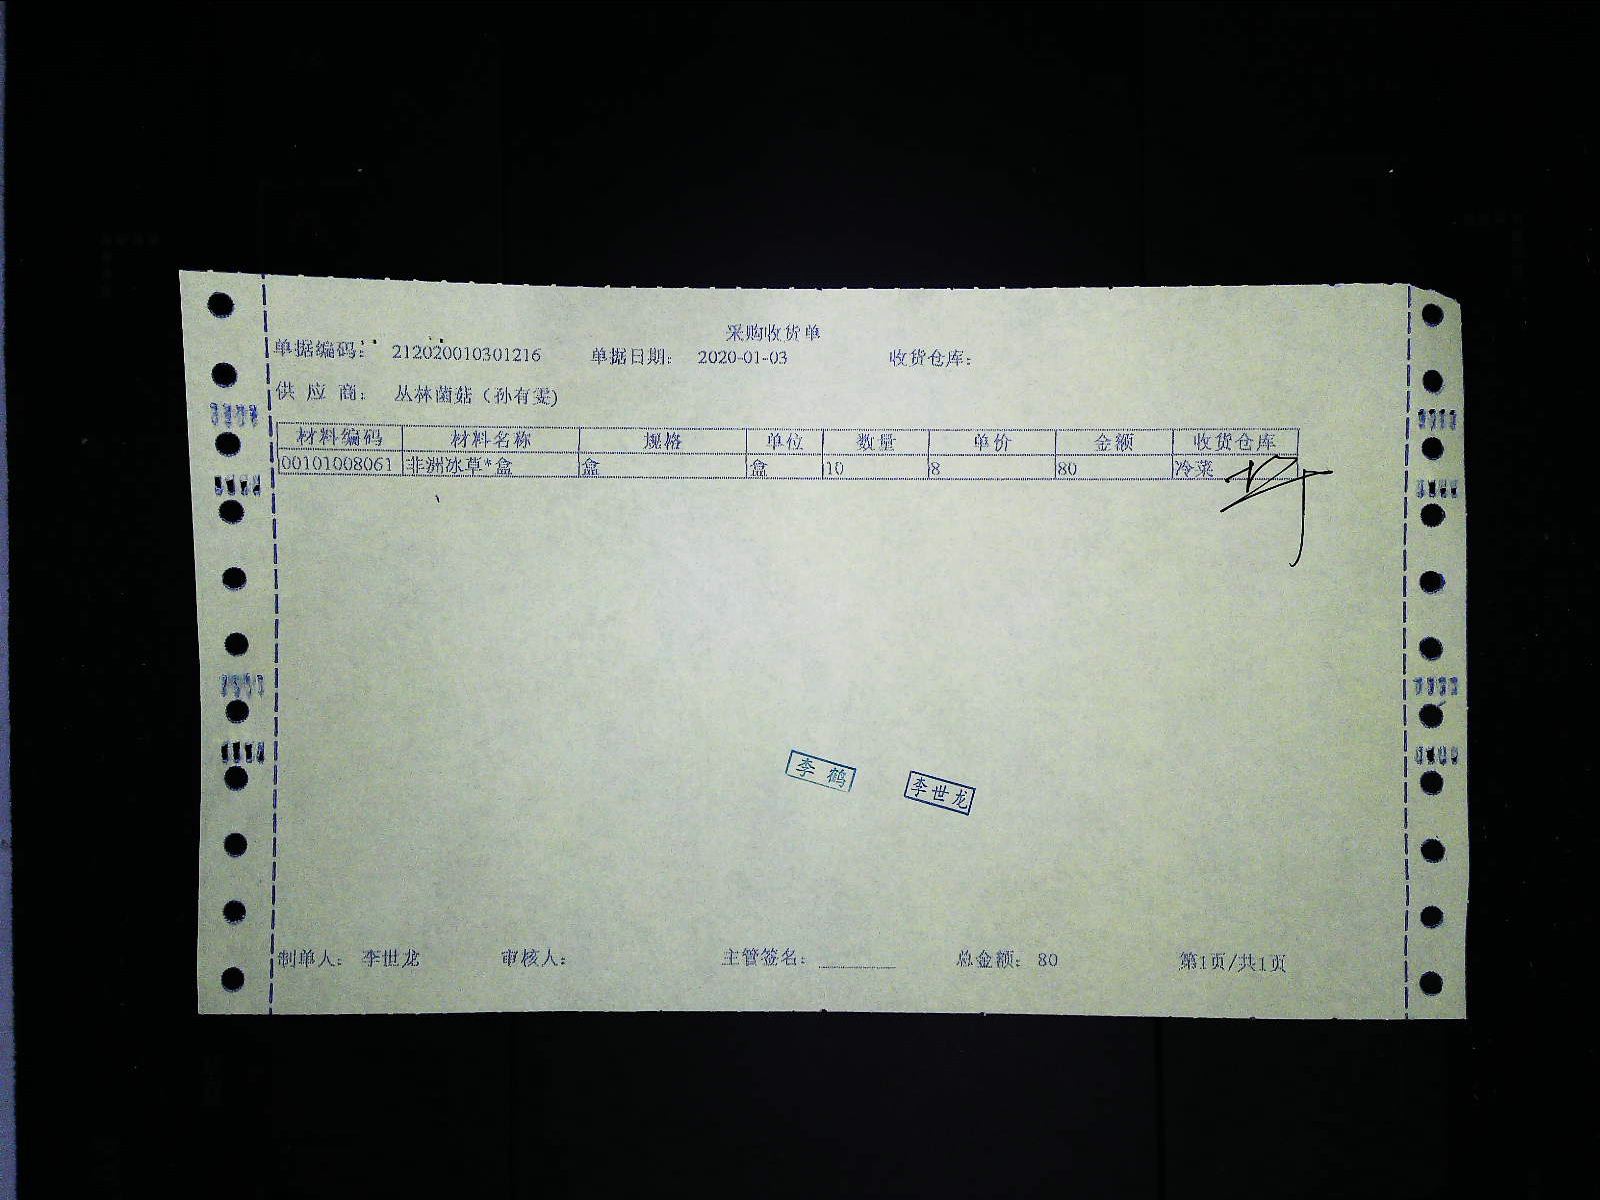 采购收货单
单据编码: 212020010301216 单据日期: 2020-01-03 收货仓库:
供应商: 丛林菌菇(孙有雯)
材料编码 材料名称 规格 单位 数量 单价 金额 收货仓库
00101008061 非洲冰草*盒 盒 盒 10 8 80 冷菜
李鹤
李世龙
制单人: 李世龙 审核人: 主管签名: ________ 总金额: 80 第1页/共1页